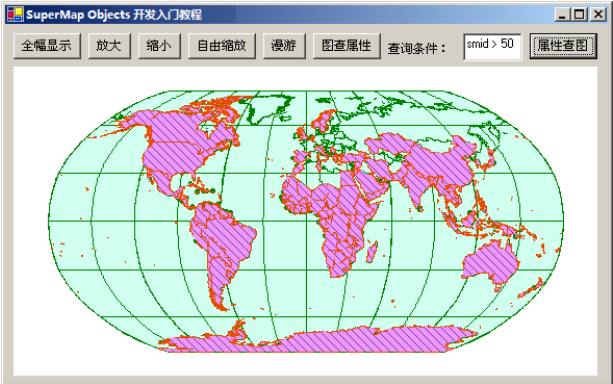 SuperMap Objects 开发入门教程
全幅显示 放大 缩小 自由缩放 漫游 图查属性 查询条件： smid > 50 属性查图